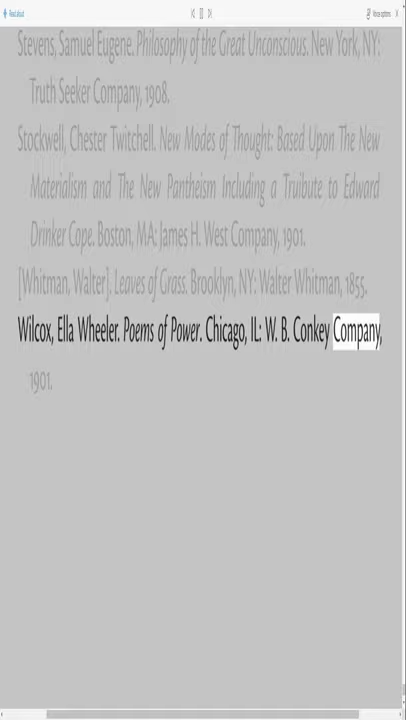 Read aloud
Voice options
Stevens, Samuel Eugene. Philosophy of the Great Unconscious. New York, NY:
Truth Seeker Company, 1908.
Stockwell, Chester Twitchell. New Modes of Thought: Based Upon The New
Materialism and The New Pantheism Including a Truibute to Edward
Drinker Cope. Boston, MA: James H. West Company, 1901.
[Whitman, Walter]. Leaves of Grass. Brooklyn, NY: Walter Whitman, 1855.
Wilcox, Ella Wheeler. Poems of Power. Chicago, IL: W. B. Conkey Company,
1901.